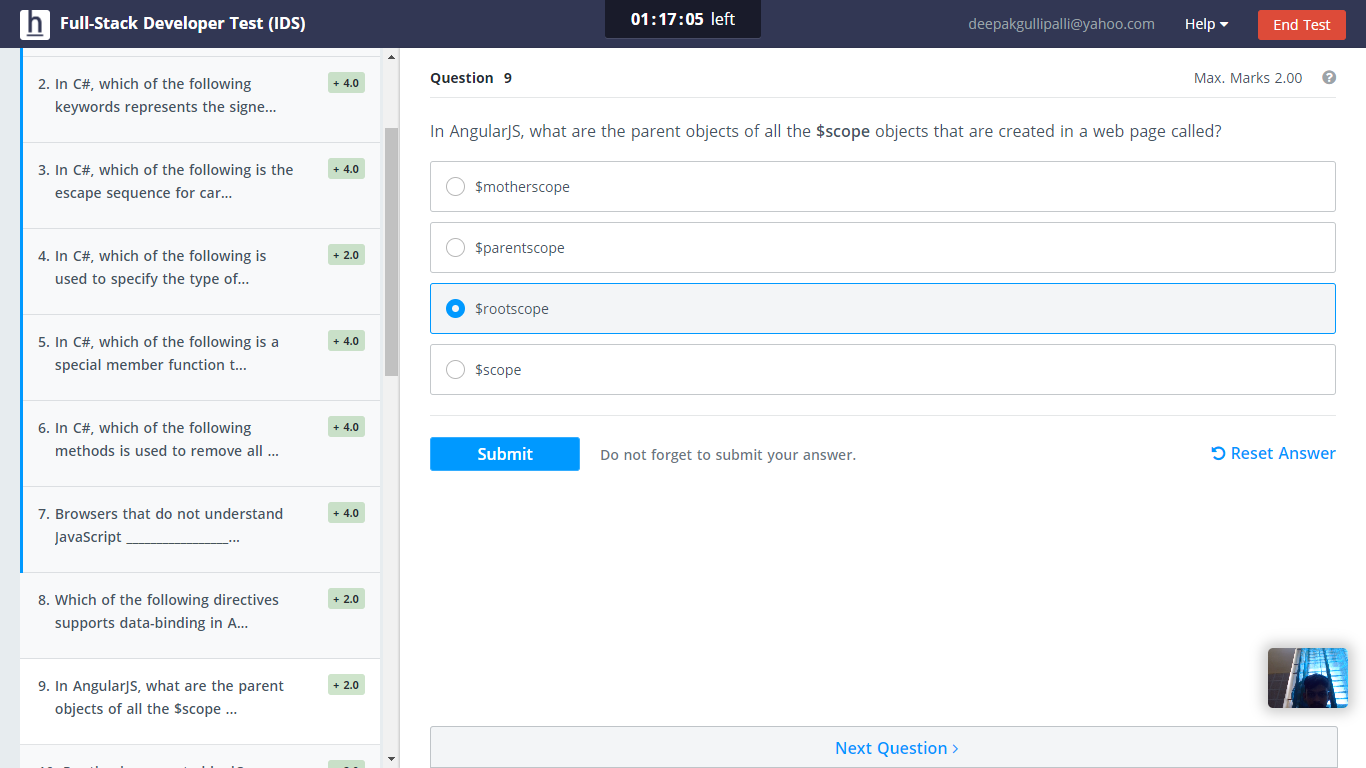 h Full-Stack Developer Test (IDS)
01:17:05 left
deepakgullipalli@yahoo.com
Help
End Test
2. In C#, which of the following + 4.0
keywords represents the signe...
3. In C#, which of the following is the + 4.0
escape sequence for car...
4. In C#, which of the following is + 2.0
used to specify the type of...
5. In C#, which of the following is a + 4.0
special member function t...
6. In C#, which of the following + 4.0
methods is used to remove all ...
7. Browsers that do not understand + 4.0
JavaScript _________________...
8. Which of the following directives + 2.0
supports data-binding in A...
9. In AngularJS, what are the parent + 2.0
objects of all the $scope ...
Question 9
Max. Marks 2.00 ?
In AngularJS, what are the parent objects of all the $scope objects that are created in a web page called?
$motherscope
$parentscope
$rootscope
$scope
Submit
Do not forget to submit your answer.
Reset Answer
Next Question >